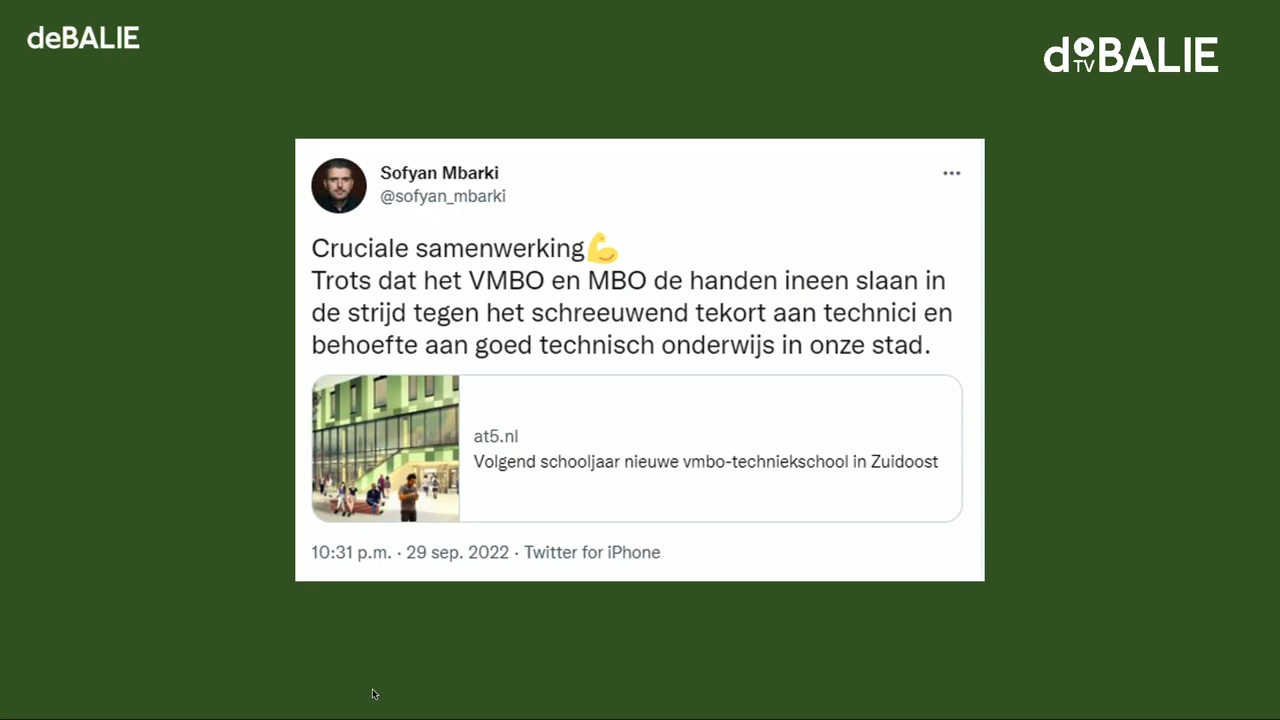 deBALIE
deBALIE
TV
Sofyan Mbarki
@sofyan_mbarki
Cruciale samenwerking💪
Trots dat het VMBO en MBO de handen ineen slaan in
de strijd tegen het schreeuwend tekort aan technici en
behoefte aan goed technisch onderwijs in onze stad.
at5.nl
Volgend schooljaar nieuwe vmbo-techniekschool in Zuidoost
10:31 p.m. · 29 sep. 2022 · Twitter for iPhone